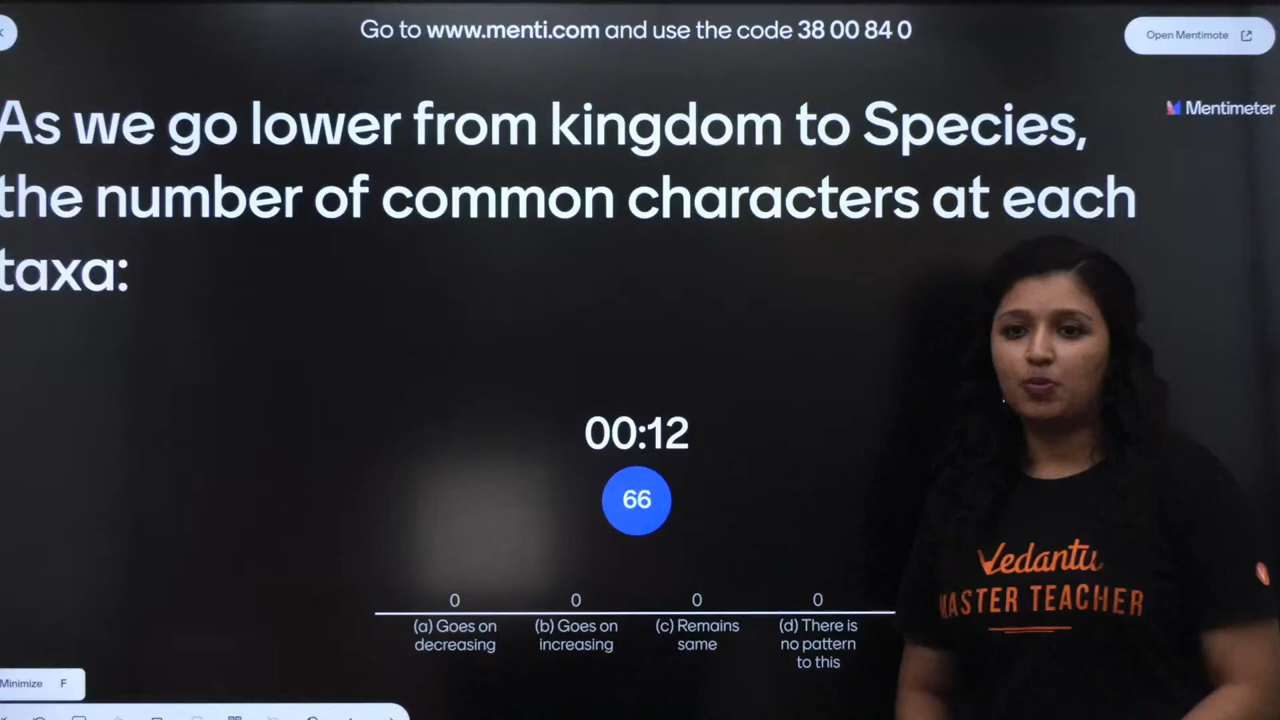 Go to www.menti.com and use the code 38 00 84 0
Open Mentimote
Mentimeter
As we go lower from kingdom to Species,
the number of common characters at each
taxa:
00:12
66
0 0 0 0
(a) Goes on decreasing
(b) Goes on increasing
(c) Remains same
(d) There is no pattern to this
Vedantu
MASTER TEACHER
Minimize F